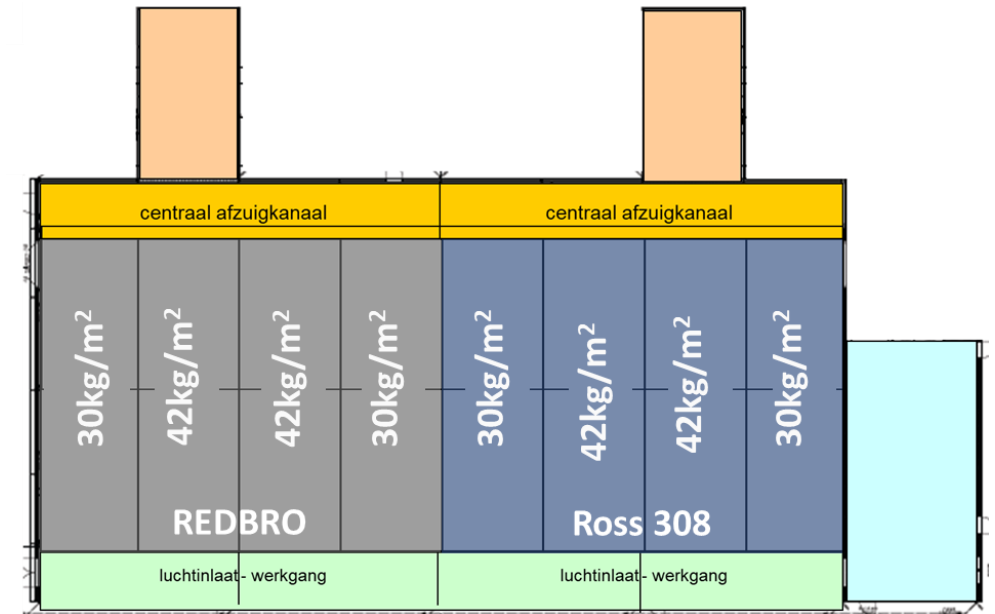 centraal afzuigkanaal
centraal afzuigkanaal
30kg/m²
42kg/m²
42kg/m²
30kg/m²
30kg/m²
42kg/m²
42kg/m²
30kg/m²
REDBRO
Ross 308
luchtinlaat- werkgang
luchtinlaat- werkgang